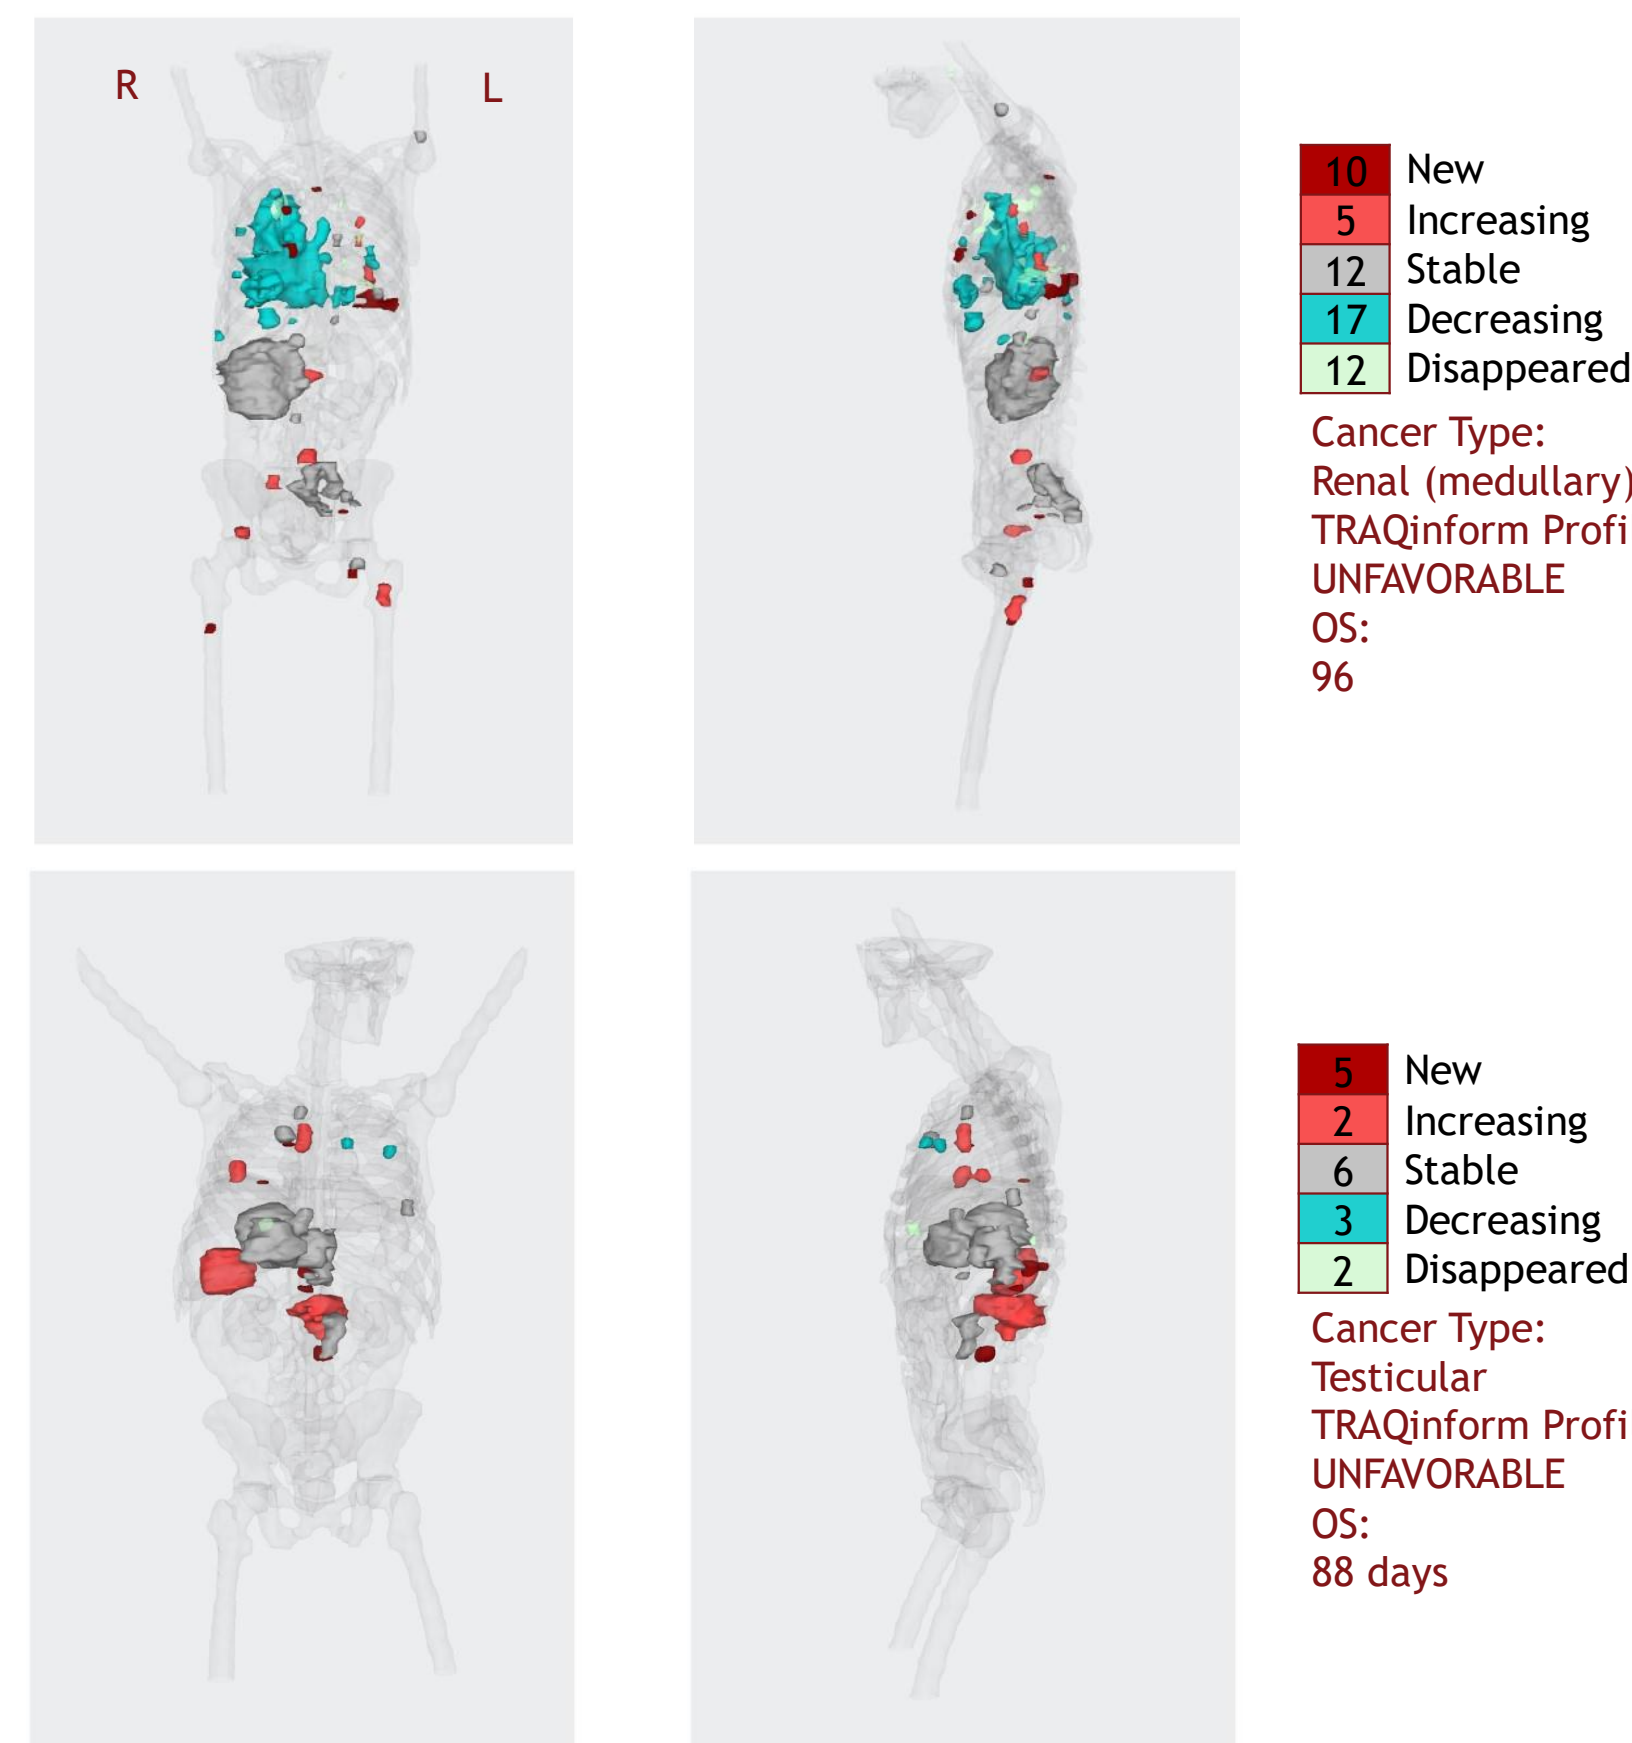 R
L
10 New
5 Increasing
12 Stable
17 Decreasing
12 Disappeared
Cancer Type:
Renal (medullary)
TRAQinform Profi
UNFAVORABLE
OS:
96
5 New
2 Increasing
6 Stable
3 Decreasing
2 Disappeared
Cancer Type:
Testicular
TRAQinform Profi
UNFAVORABLE
OS:
88 days